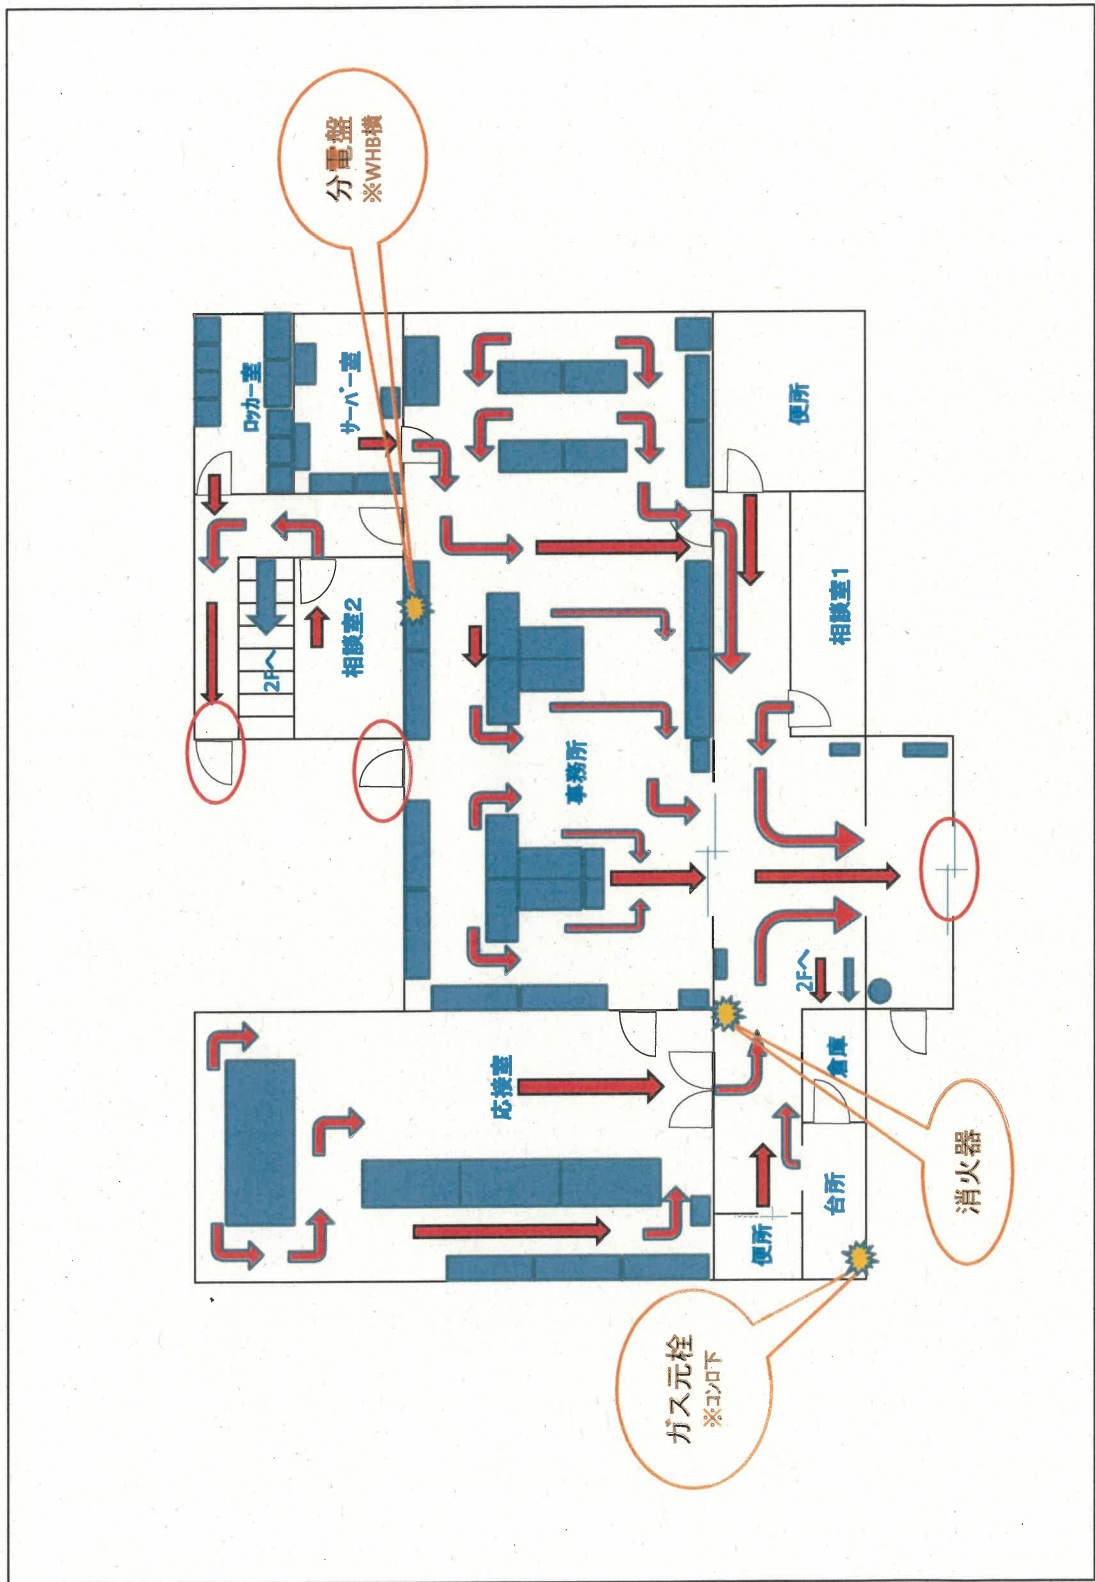 ﾛｯｶｰ室
2Fへ
分電盤
※WHB横
相談室2
ｻｰﾊﾞｰ室
応接室
事務所
ガス元栓
※ｺﾝﾛ下
便所
2Fへ
便所
台所
倉庫
相談室1
消火器